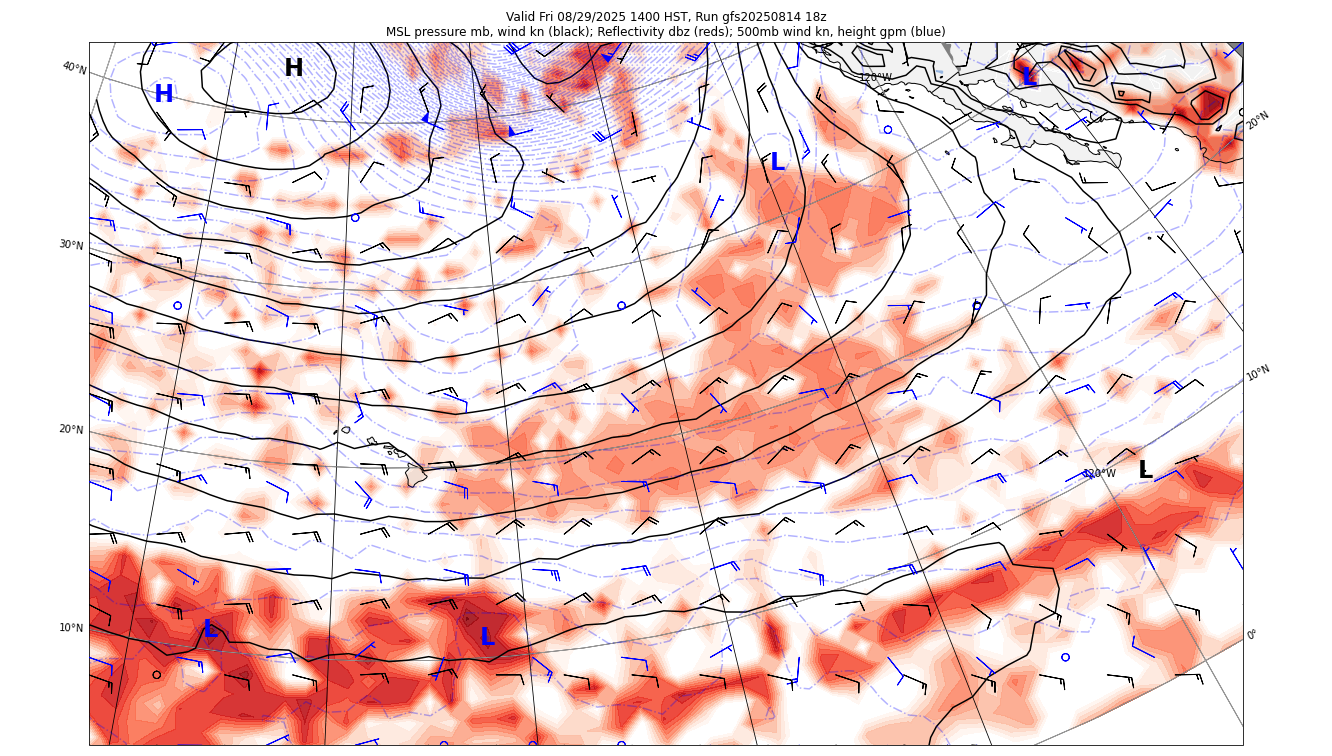 Valid Fri 08/29/2025 1400 HST, Run gfs20250814 18z
MSL pressure mb, wind kn (black); Reflectivity dbz (reds); 500mb wind kn, height gpm (blue)
40°N
H
H
L
120°W
20°N
L
30°N
10°N
20°N
120°W
L
10°N
L
L
0°